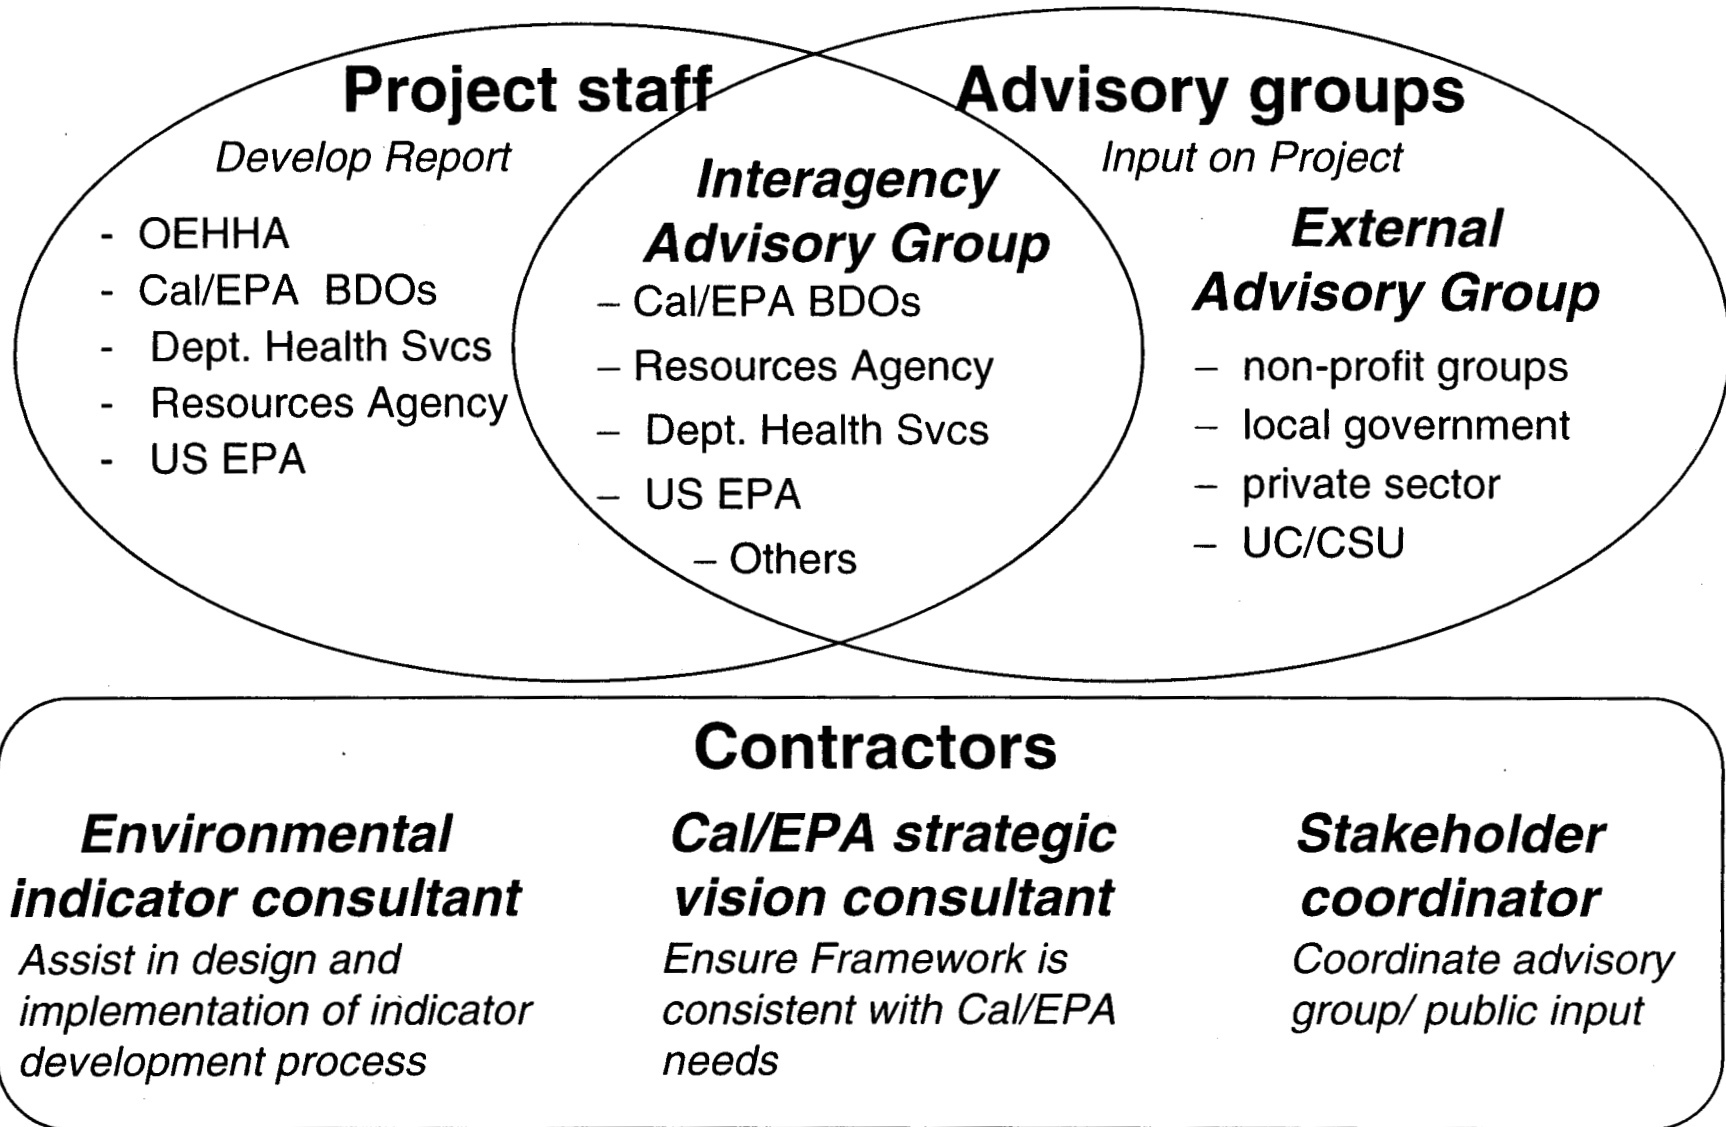 Project staff
Develop Report
- OEHHA
- Cal/EPA BDOs
- Dept. Health Svcs
- Resources Agency
- US EPA
Interagency
Advisory Group
– Cal/EPA BDOs
– Resources Agency
– Dept. Health Svcs
– US EPA
– Others
Advisory groups
Input on Project
External
Advisory Group
– non-profit groups
– local government
– private sector
– UC/CSU
Contractors
Environmental
indicator consultant
Assist in design and
implementation of indicator
development process
Cal/EPA strategic
vision consultant
Ensure Framework is
consistent with Cal/EPA
needs
Stakeholder
coordinator
Coordinate advisory
group/ public input